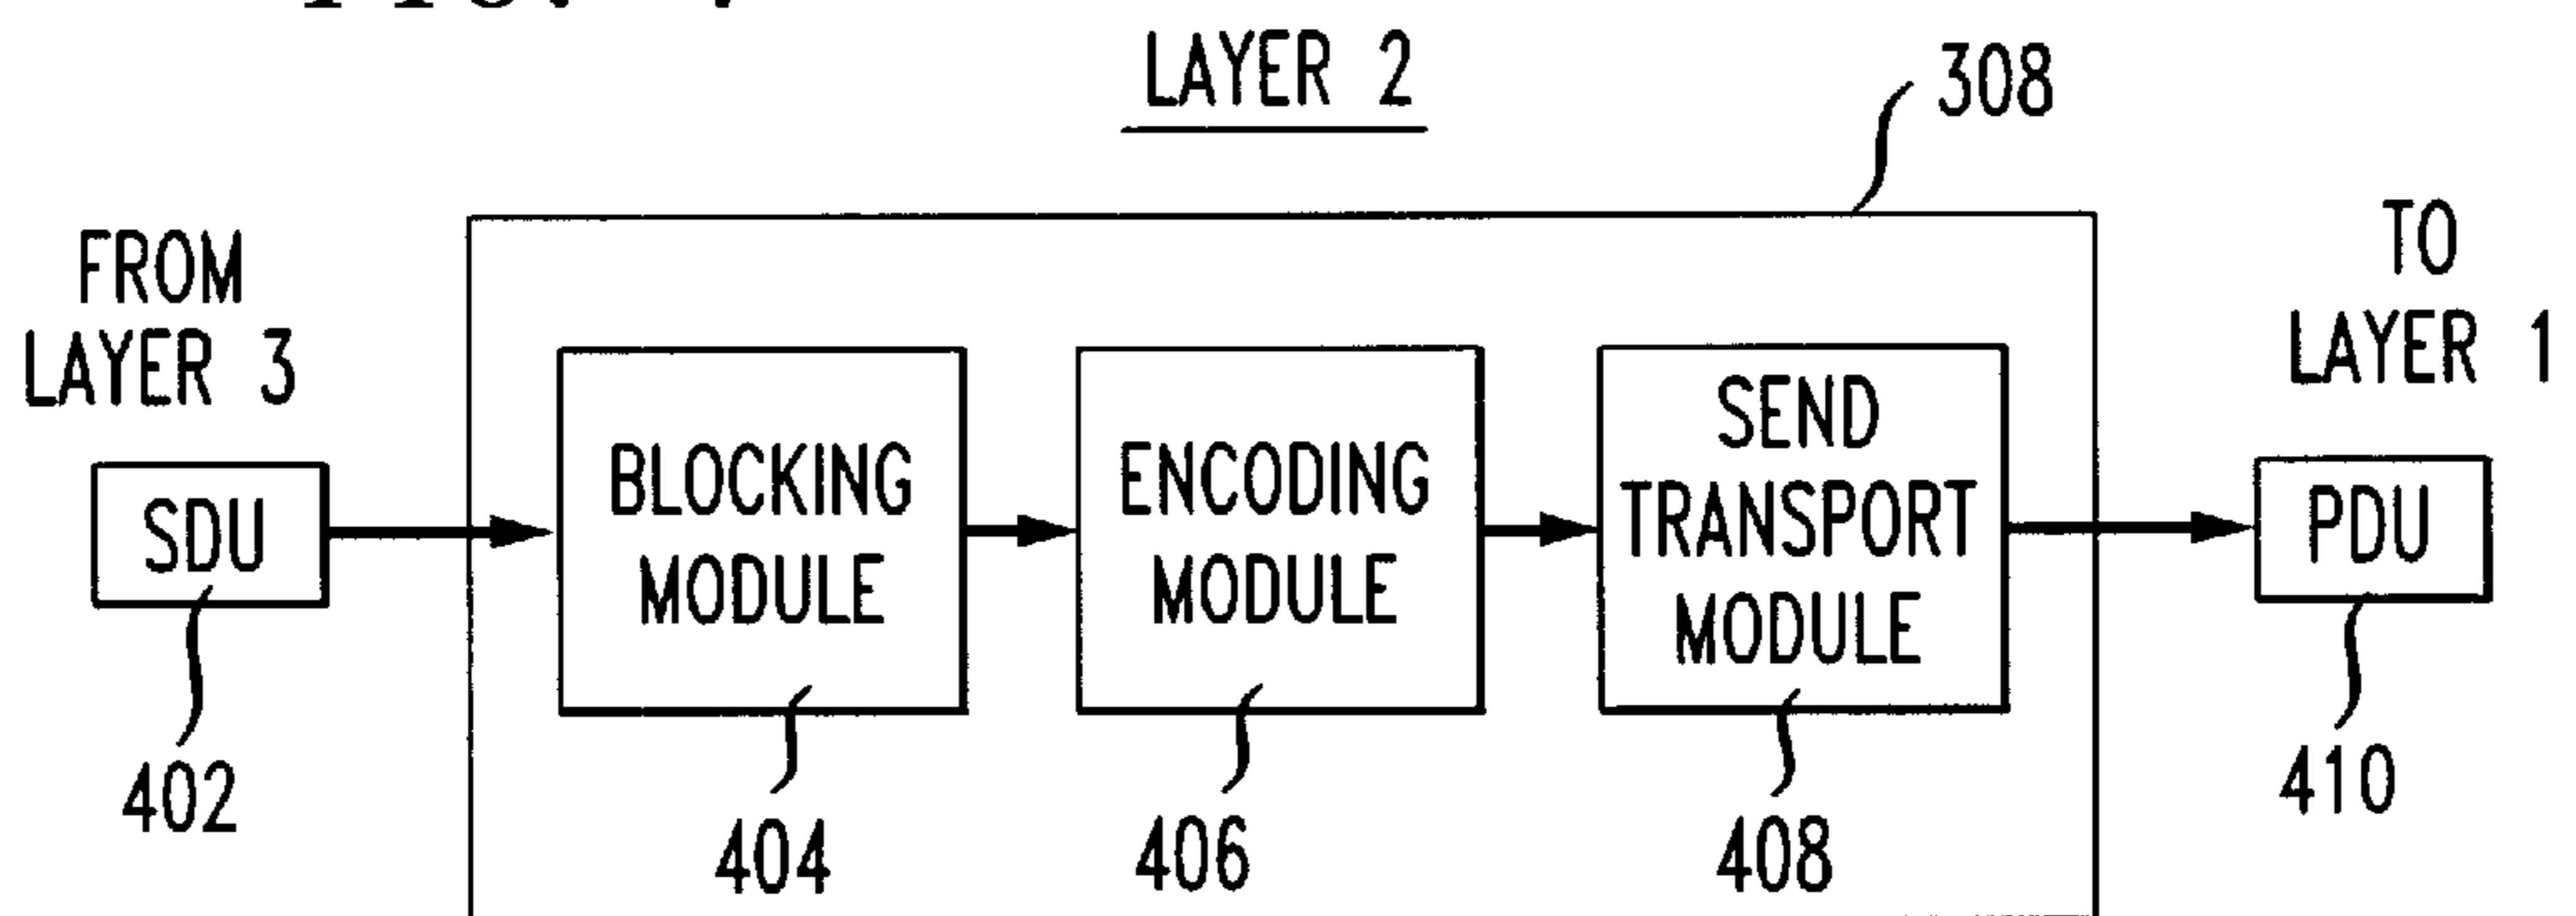 LAYER 2
308
FROM
LAYER 3
TO
LAYER 1
SDU
BLOCKING
MODULE
ENCODING
MODULE
SEND
TRANSPORT
MODULE
PDU
402
404
406
408
410